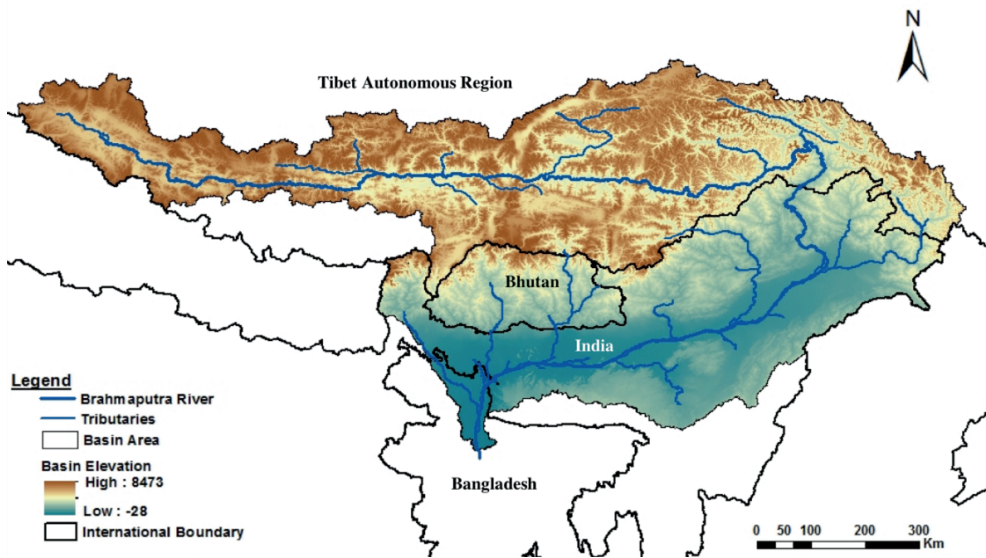 N
Tibet Autonomous Region
Bhutan
India
Bangladesh
Legend
Brahmaputra River
Tributaries
Basin Area
Basin Elevation
High : 8473
Low : -28
International Boundary
0 50 100 200 300
Km